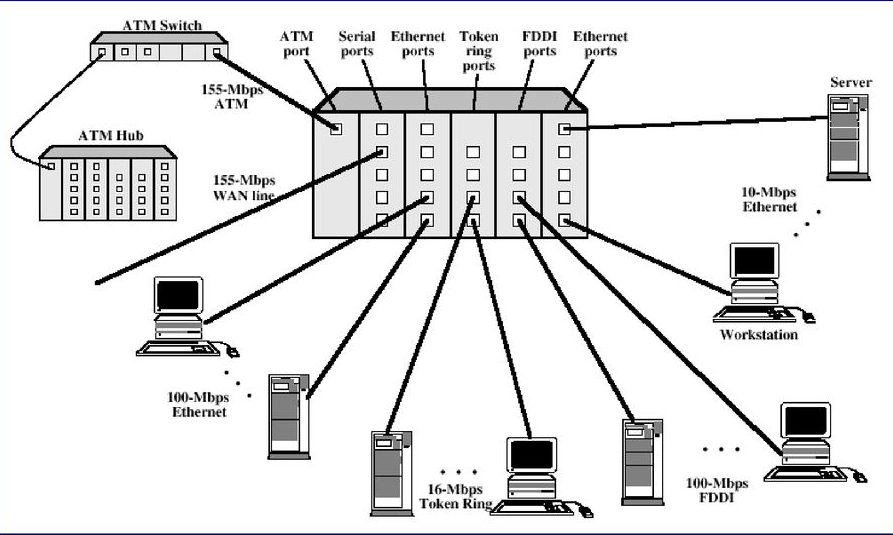 ATM Switch
ATM
port
Serial
ports
Ethernet
ports
Token
ring
ports
FDDI
ports
Ethernet
ports
155-Mbps
ATM
Server
ATM Hub
155-Mbps
WAN line
10-Mbps
Ethernet
Workstation
100-Mbps
Ethernet
16-Mbps
Token Ring
100-Mbps
FDDI